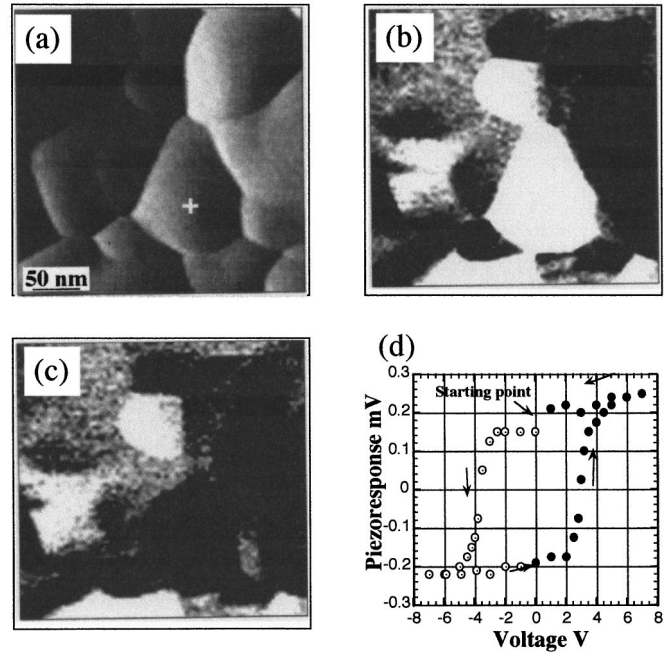 (a)
(b)
50 nm
(c)
(d)
0.3
Starting point
0.2
0.1
0
-0.1
-0.2
-0.3
-8 -6 -4 -2 0 2 4 6 8
Piezoresponse mV
Voltage V